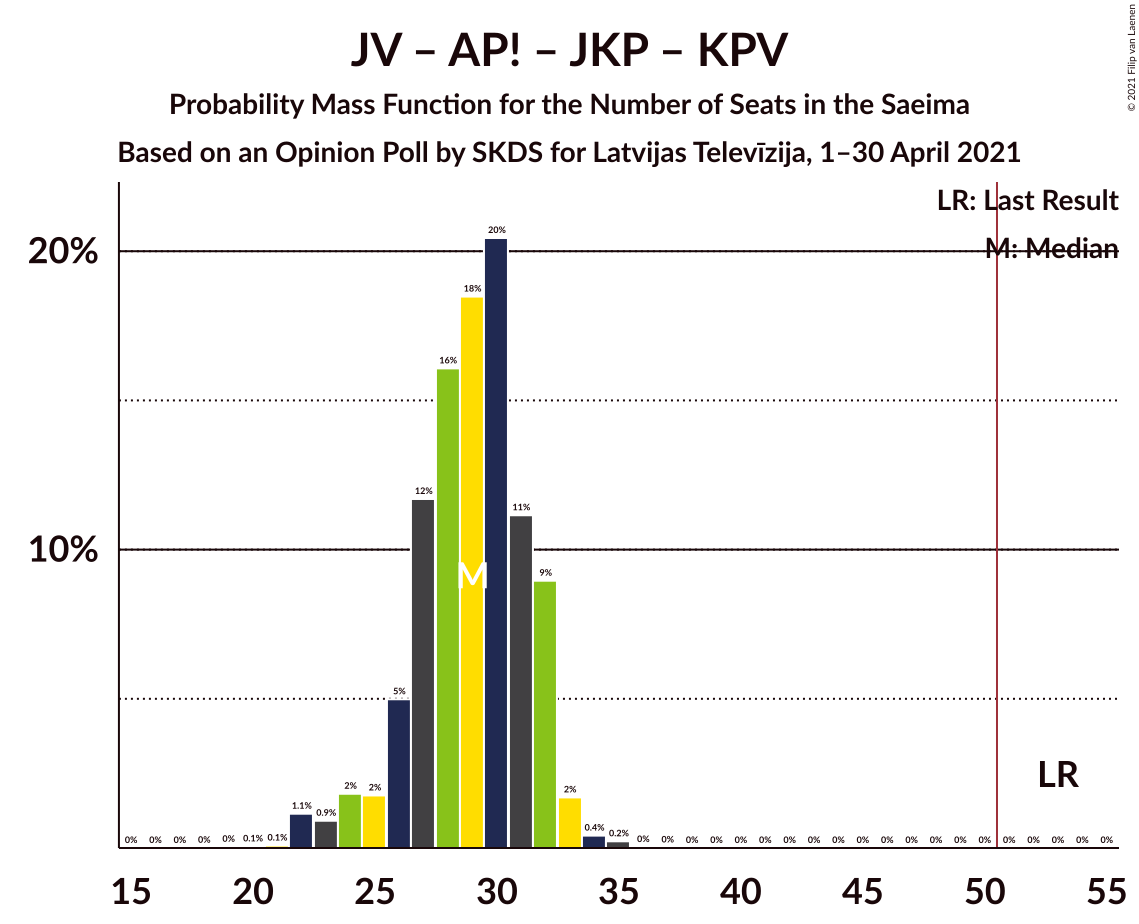 © 2021 Filip van Laenen
JV – AP! – JKP – KPV
Probability Mass Function for the Number of Seats in the Saeima
Based on an Opinion Poll by SKDS for Latvijas Televīzija, 1–30 April 2021
LR: Last Result
M: Median
20%
10%
0% 0% 0% 0% 0% 0.1% 0.1% 1.1% 0.9% 2% 2% 5% 12% 16% 18% 20% 11% 9% 2% 0.4% 0.2% 0% 0% 0% 0% 0% 0% 0% 0% 0% 0% 0% 0% 0% 0% 0% 0% 0% 0% 0% 0%
M
LR
15 20 25 30 35 40 45 50 55